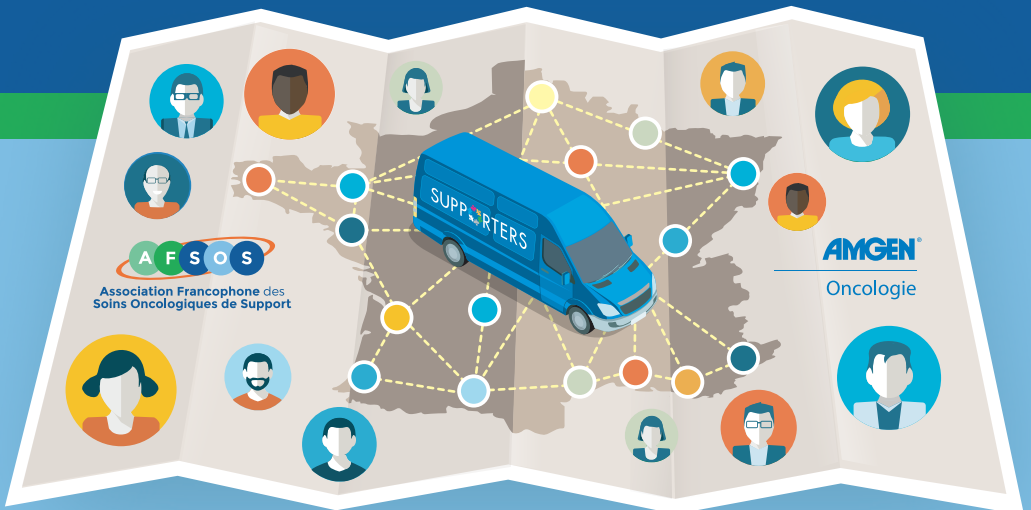 SUPPORTERS
AFSOS
Association Francophone des
Soins Oncologiques de Support
AMGEN®
Oncologie